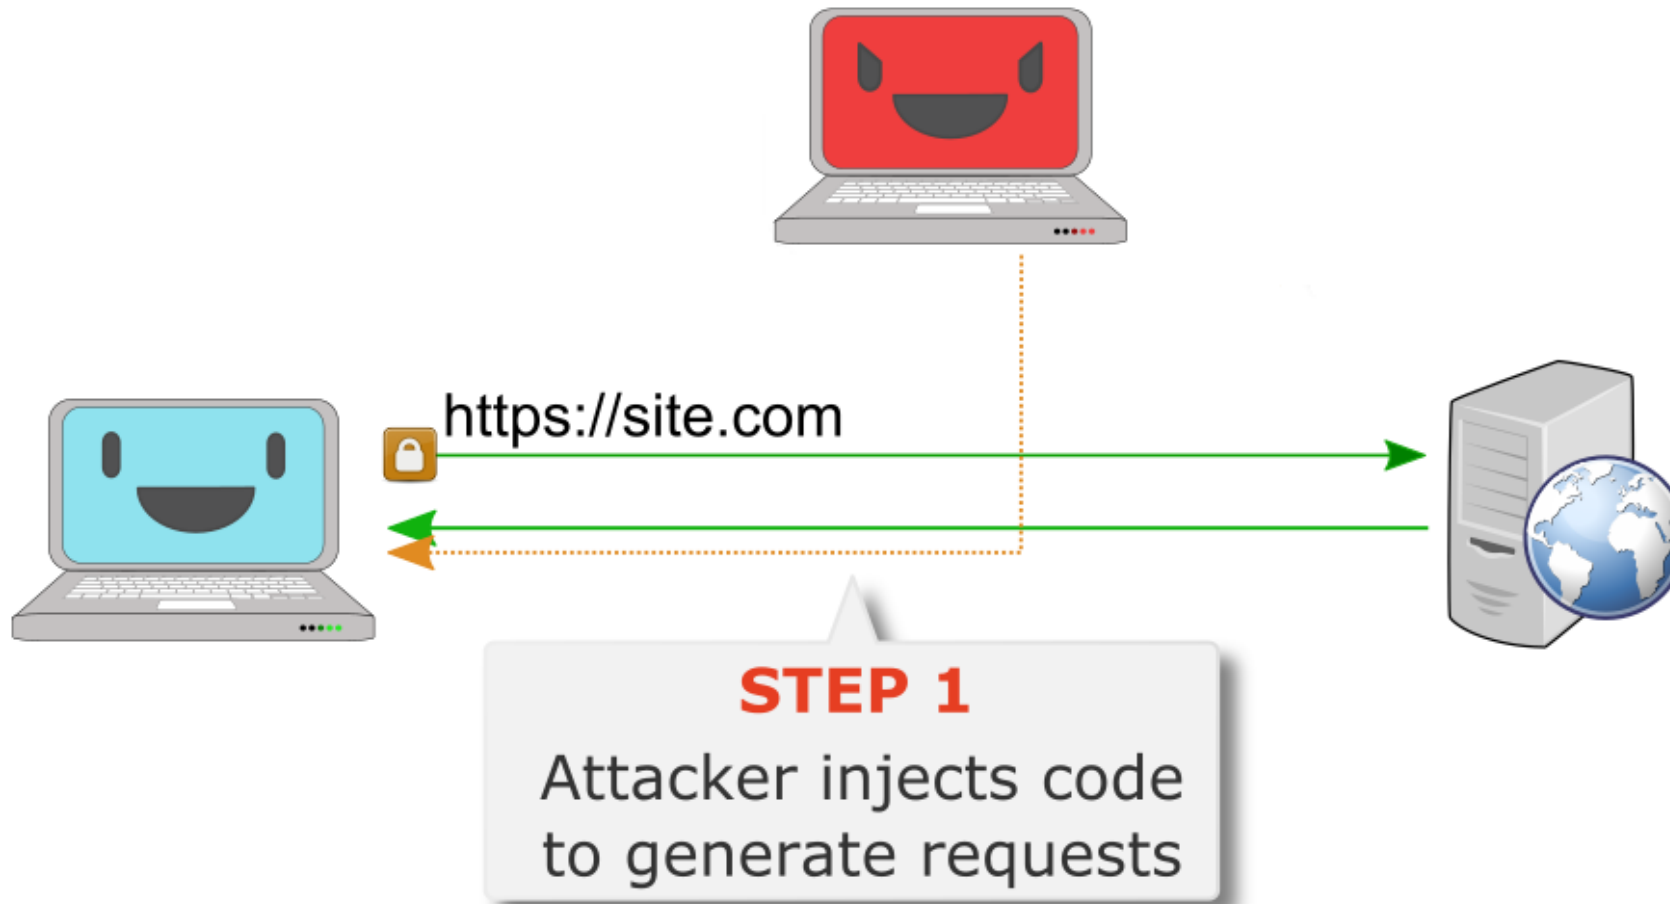 https://site.com
STEP 1
Attacker injects code
to generate requests